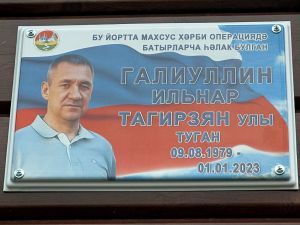 БУ ЙОРТТА МАХСУС ХӘРБИ ОПЕРАЦИЯДӘ
БАТЫРЛАРЧА ҺӘЛАК БУЛГАН
ГАЛИУЛЛИН
ИЛЬНАР
ТАГИРЗЯН УЛЫ
ТУГАН
09.08.1979 -
01.01.2023